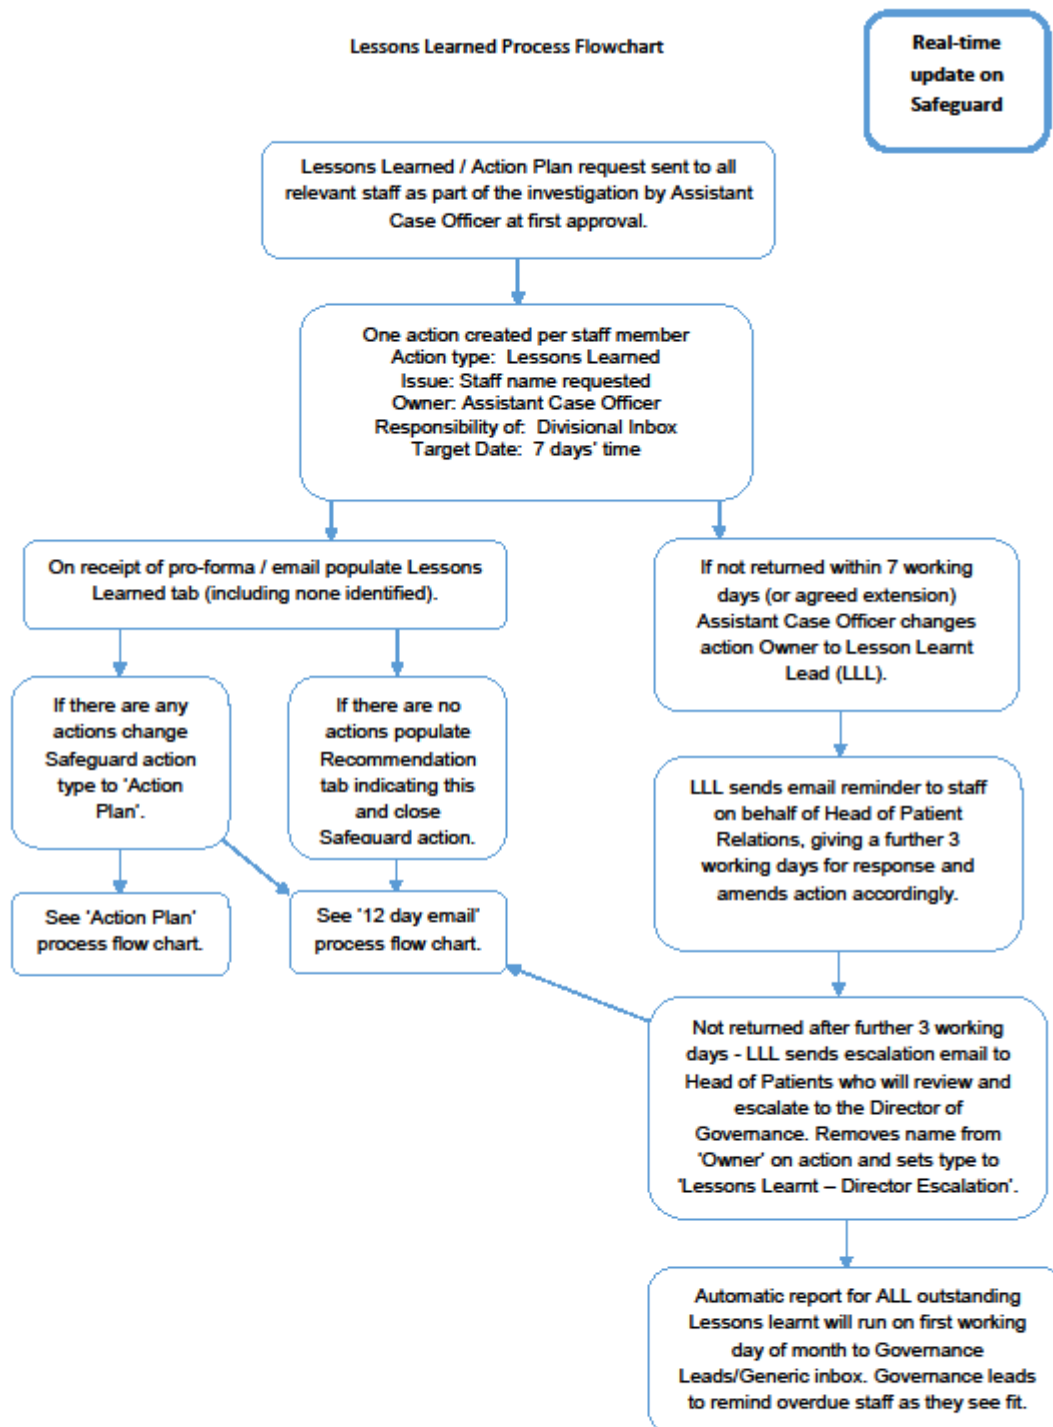 Lessons Learned Process Flowchart
Real-time
update on
Safeguard
Lessons Learned / Action Plan request sent to all
relevant staff as part of the investigation by Assistant
Case Officer at first approval.
One action created per staff member
Action type: Lessons Learned
Issue: Staff name requested
Owner: Assistant Case Officer
Responsibility of: Divisional Inbox
Target Date: 7 days' time
On receipt of pro-forma / email populate Lessons
Learned tab (including none identified).
If not returned within 7 working
days (or agreed extension)
Assistant Case Officer changes
action Owner to Lesson Learnt
Lead (LLL).
If there are any
actions change
Safeguard action
type to 'Action
Plan'.
If there are no
actions populate
Recommendation
tab indicating this
and close
Safeguard action.
LLL sends email reminder to staff
on behalf of Head of Patient
Relations, giving a further 3
working days for response and
amends action accordingly.
See 'Action Plan'
process flow chart.
See '12 day email'
process flow chart.
Not returned after further 3 working
days - LLL sends escalation email to
Head of Patients who will review and
escalate to the Director of
Governance. Removes name from
'Owner' on action and sets type to
'Lessons Learnt – Director Escalation'.
Automatic report for ALL outstanding
Lessons learnt will run on first working
day of month to Governance
Leads/Generic inbox. Governance leads
to remind overdue staff as they see fit.